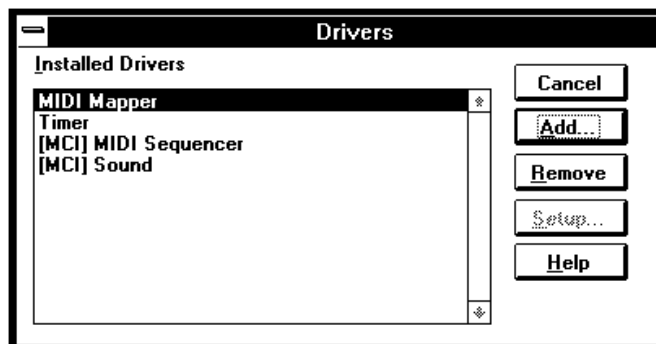 Drivers
Installed Drivers
MIDI Mapper
Timer
[MCI] MIDI Sequencer
[MCI] Sound
Cancel
Add...
Remove
Setup...
Help